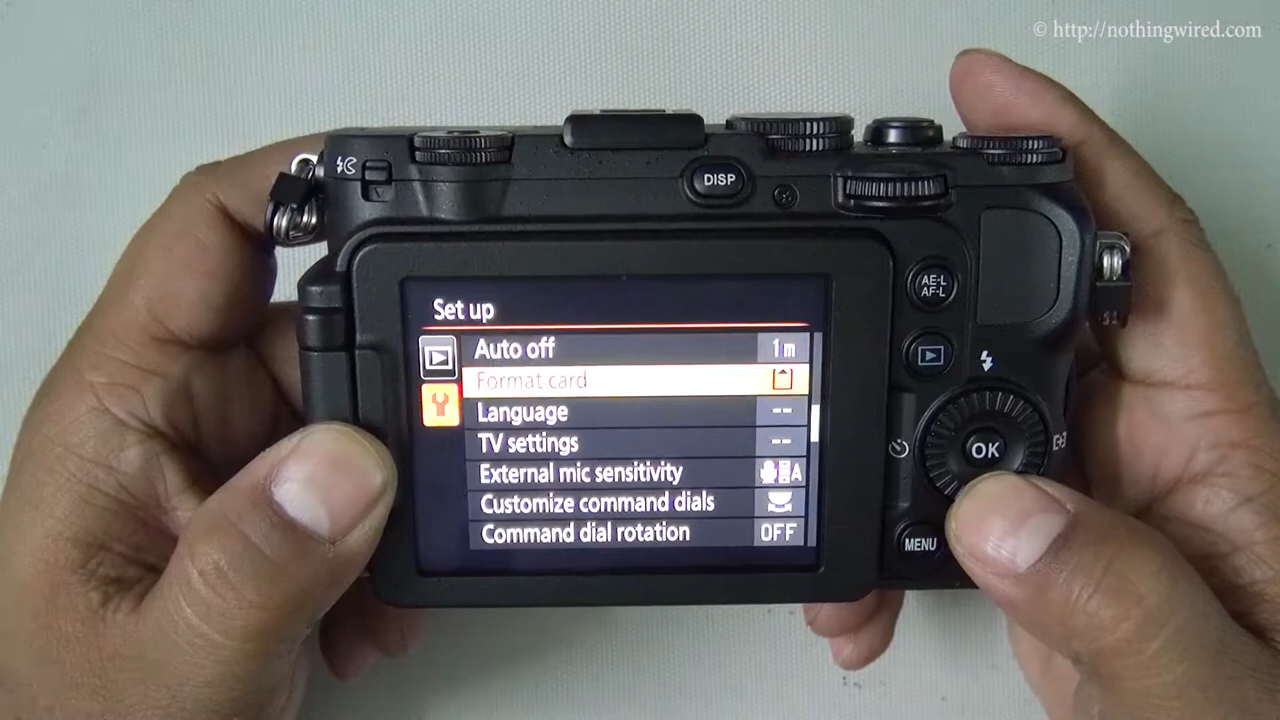 © http://nothingwired.com
DISP
AE-L
AF-L
Set up
Auto off 1m
Format card
Language --
TV settings --
External mic sensitivity A
Customize command dials
Command dial rotation OFF
OK
MENU